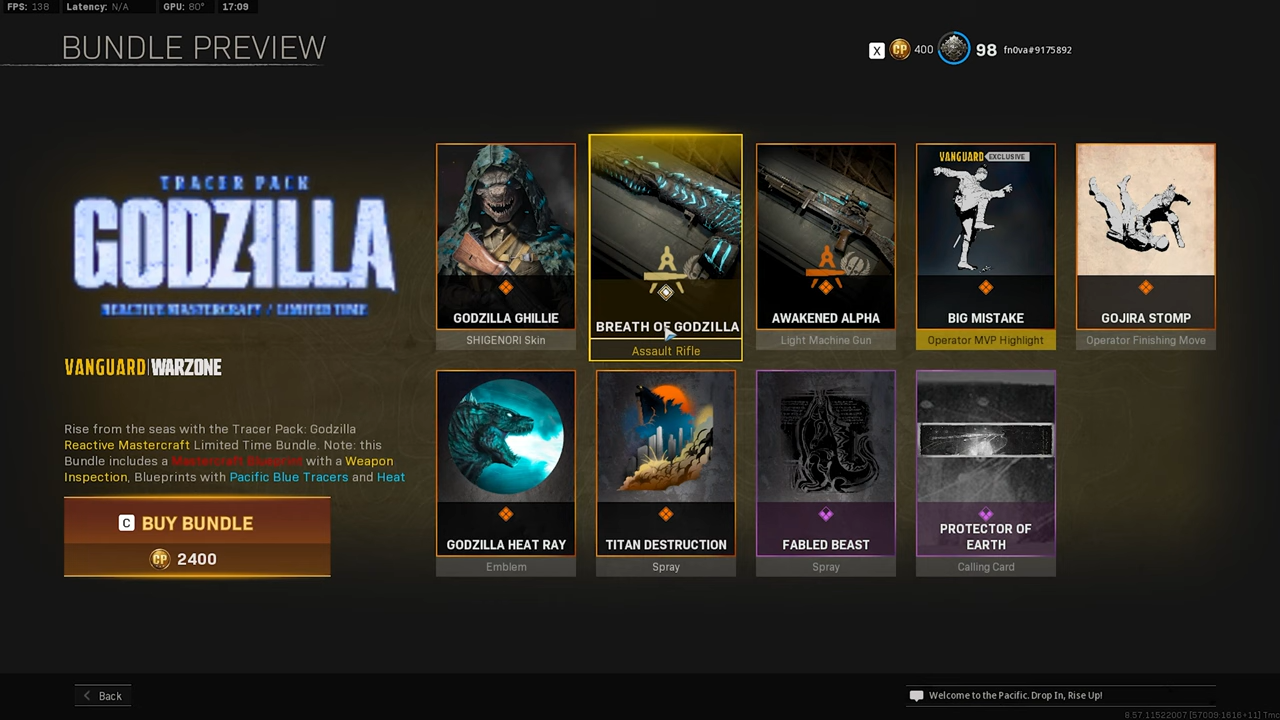 FPS: 138 Latency: N/A GPU: 80° 17:09
BUNDLE PREVIEW
X CP 400 98 fn0va#9175892
TRACER PACK
GODZILLA
REACTIVE MASTERCRAFT / LIMITED TIME
VANGUARD WARZONE
Rise from the seas with the Tracer Pack: Godzilla
Reactive Mastercraft Limited Time Bundle. Note: this
Bundle includes a Mastercraft Blueprint with a Weapon
Inspection, Blueprints with Pacific Blue Tracers and Heat
C BUY BUNDLE
CP 2400
GODZILLA GHILLIE
SHIGENORI Skin
BREATH OF GODZILLA
Assault Rifle
AWAKENED ALPHA
Light Machine Gun
VANGUARD EXCLUSIVE
BIG MISTAKE
Operator MVP Highlight
GOJIRA STOMP
Operator Finishing Move
GODZILLA HEAT RAY
Emblem
TITAN DESTRUCTION
Spray
FABLED BEAST
Spray
PROTECTOR OF
EARTH
Calling Card
Back
Welcome to the Pacific. Drop In, Rise Up!